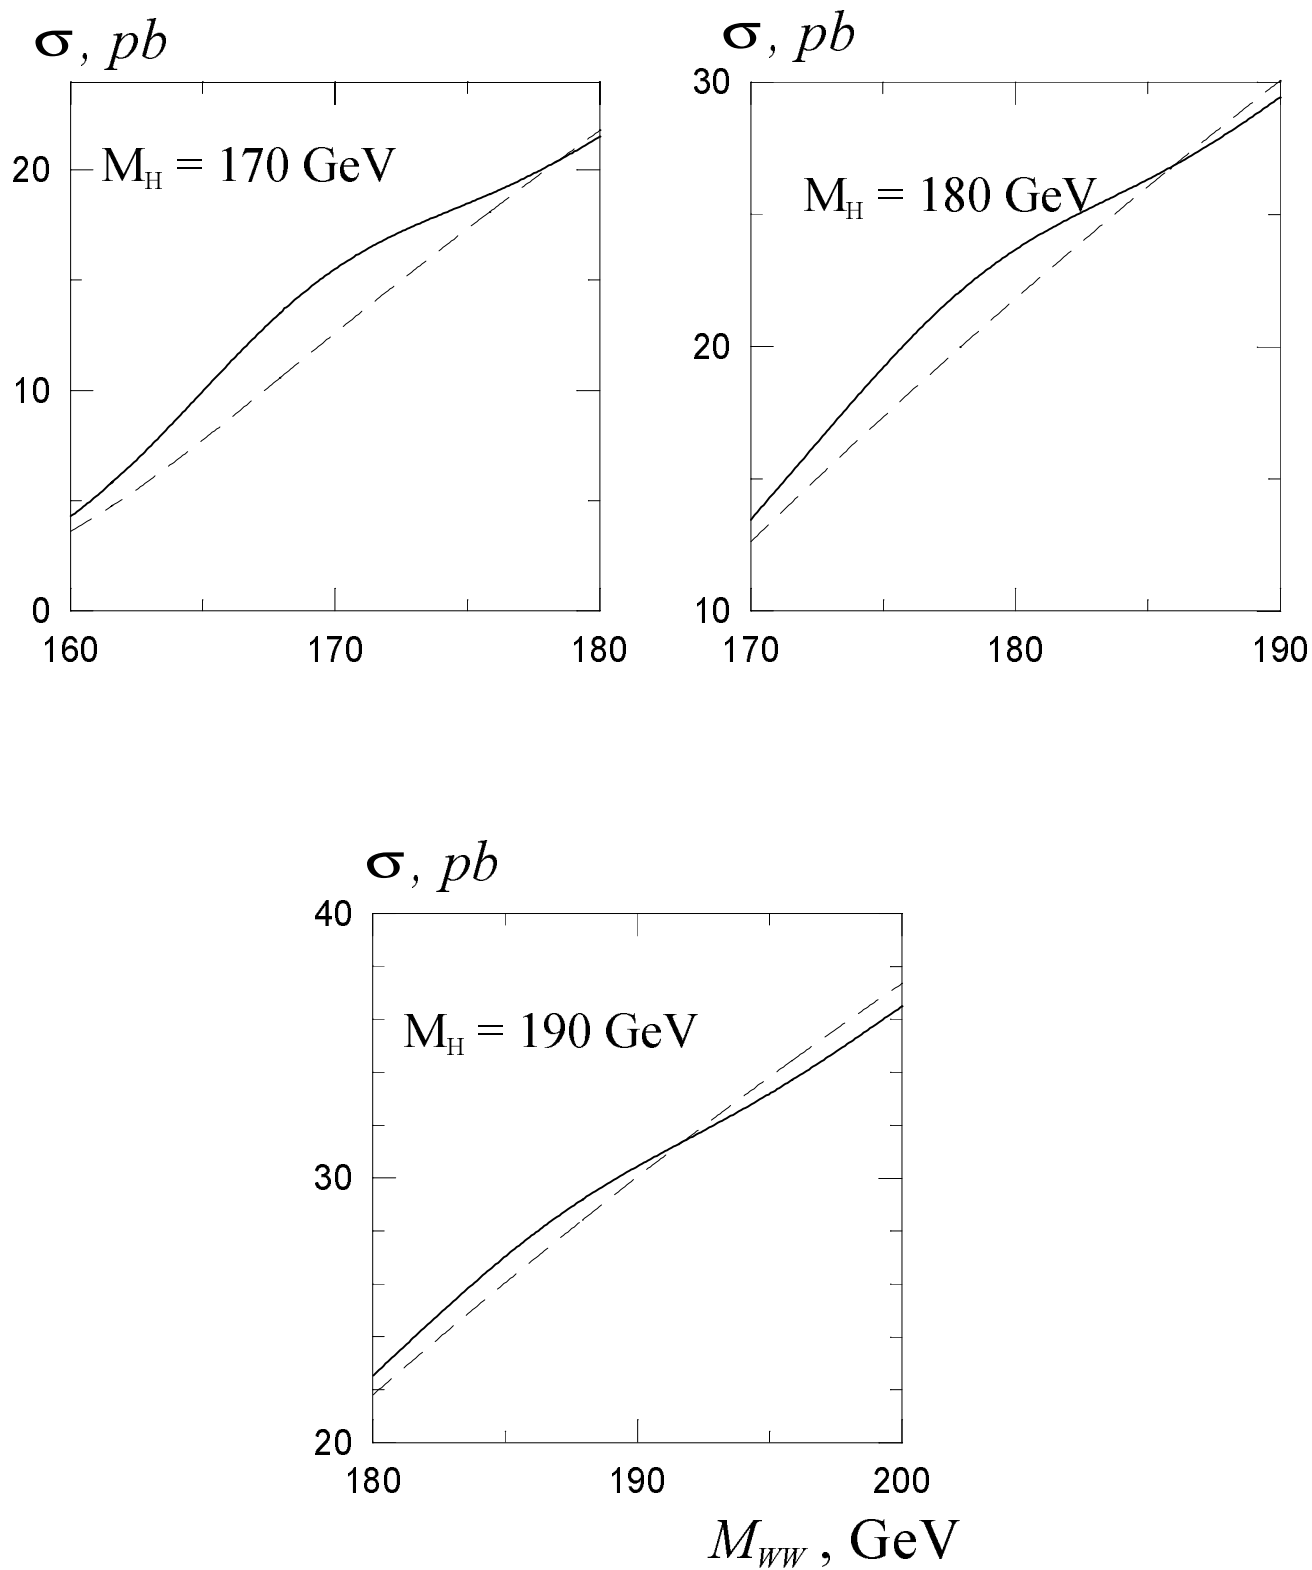 σ, pb
M_H = 170 GeV
20
10
0
160 170 180
σ, pb
30
M_H = 180 GeV
20
10
170 180 190
σ, pb
40
M_H = 190 GeV
30
20
180 190 200
M_WW , GeV